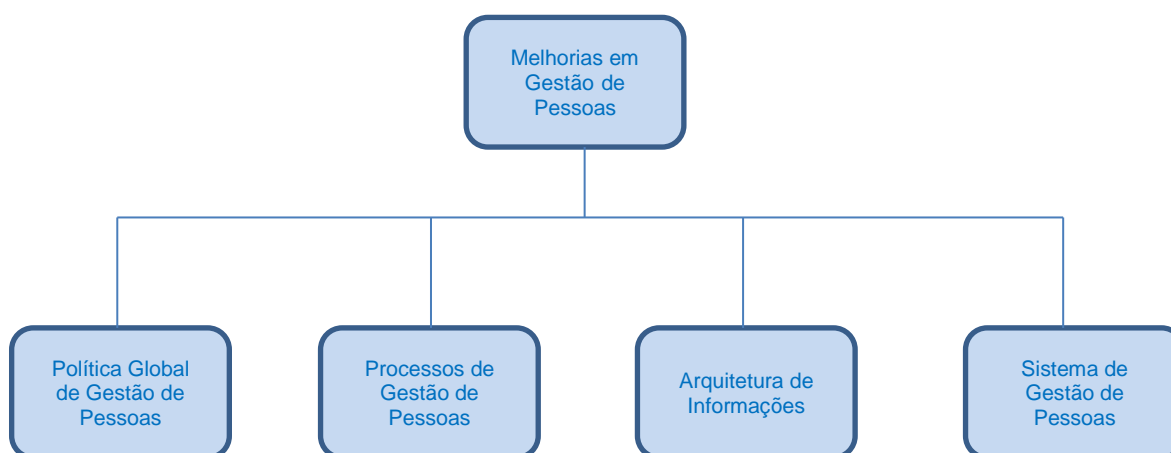 Melhorias em
Gestão de
Pessoas
Política Global
de Gestão de
Pessoas
Processos de
Gestão de
Pessoas
Arquitetura de
Informações
Sistema de
Gestão de
Pessoas